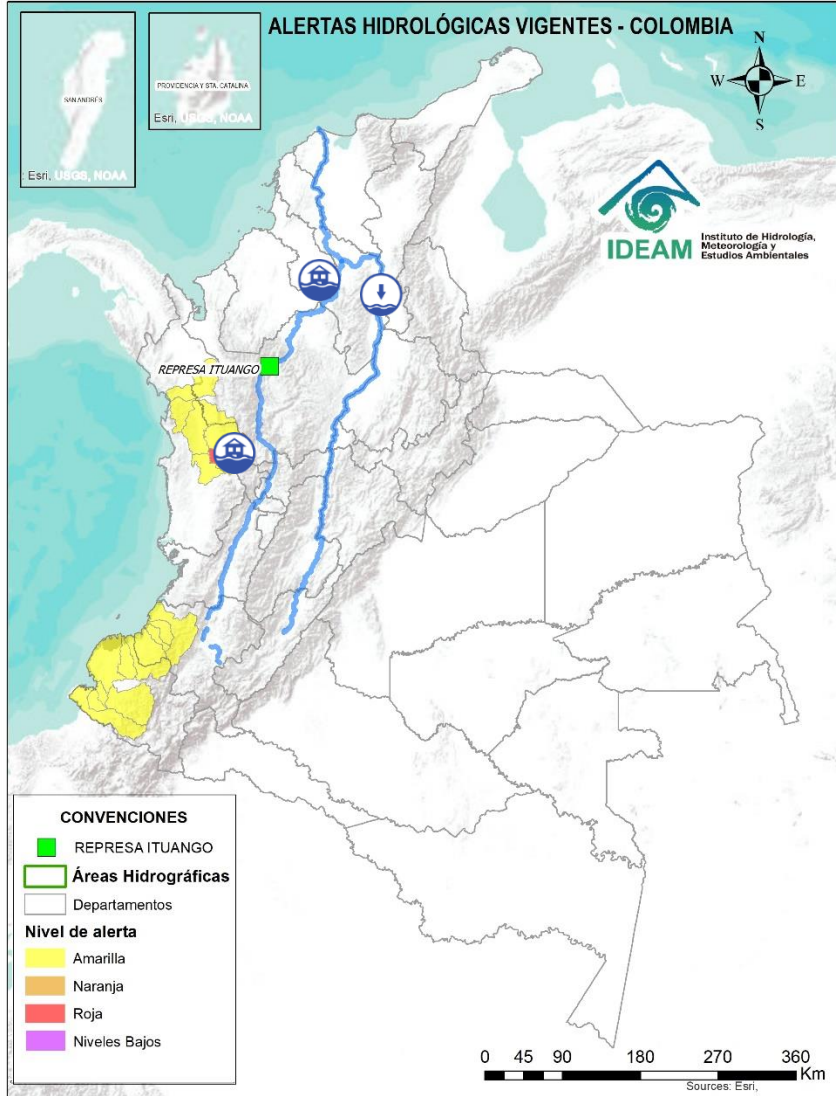 ALERTAS HIDROLÓGICAS VIGENTES - COLOMBIA
SAN ANDRÉS
Esri, USGS, NOAA
PROVIDENCIA Y STA. CATALINA
Esri, USGS, NOAA
N
W E
S
IDEAM
Instituto de Hidrología,
Meteorología y
Estudios Ambientales
REPRESA ITUANGO
CONVENCIONES
REPRESA ITUANGO
Áreas Hidrográficas
Departamentos
Nivel de alerta
Amarilla
Naranja
Roja
Niveles Bajos
0 45 90 180 270 360
Km
Sources: Esri,